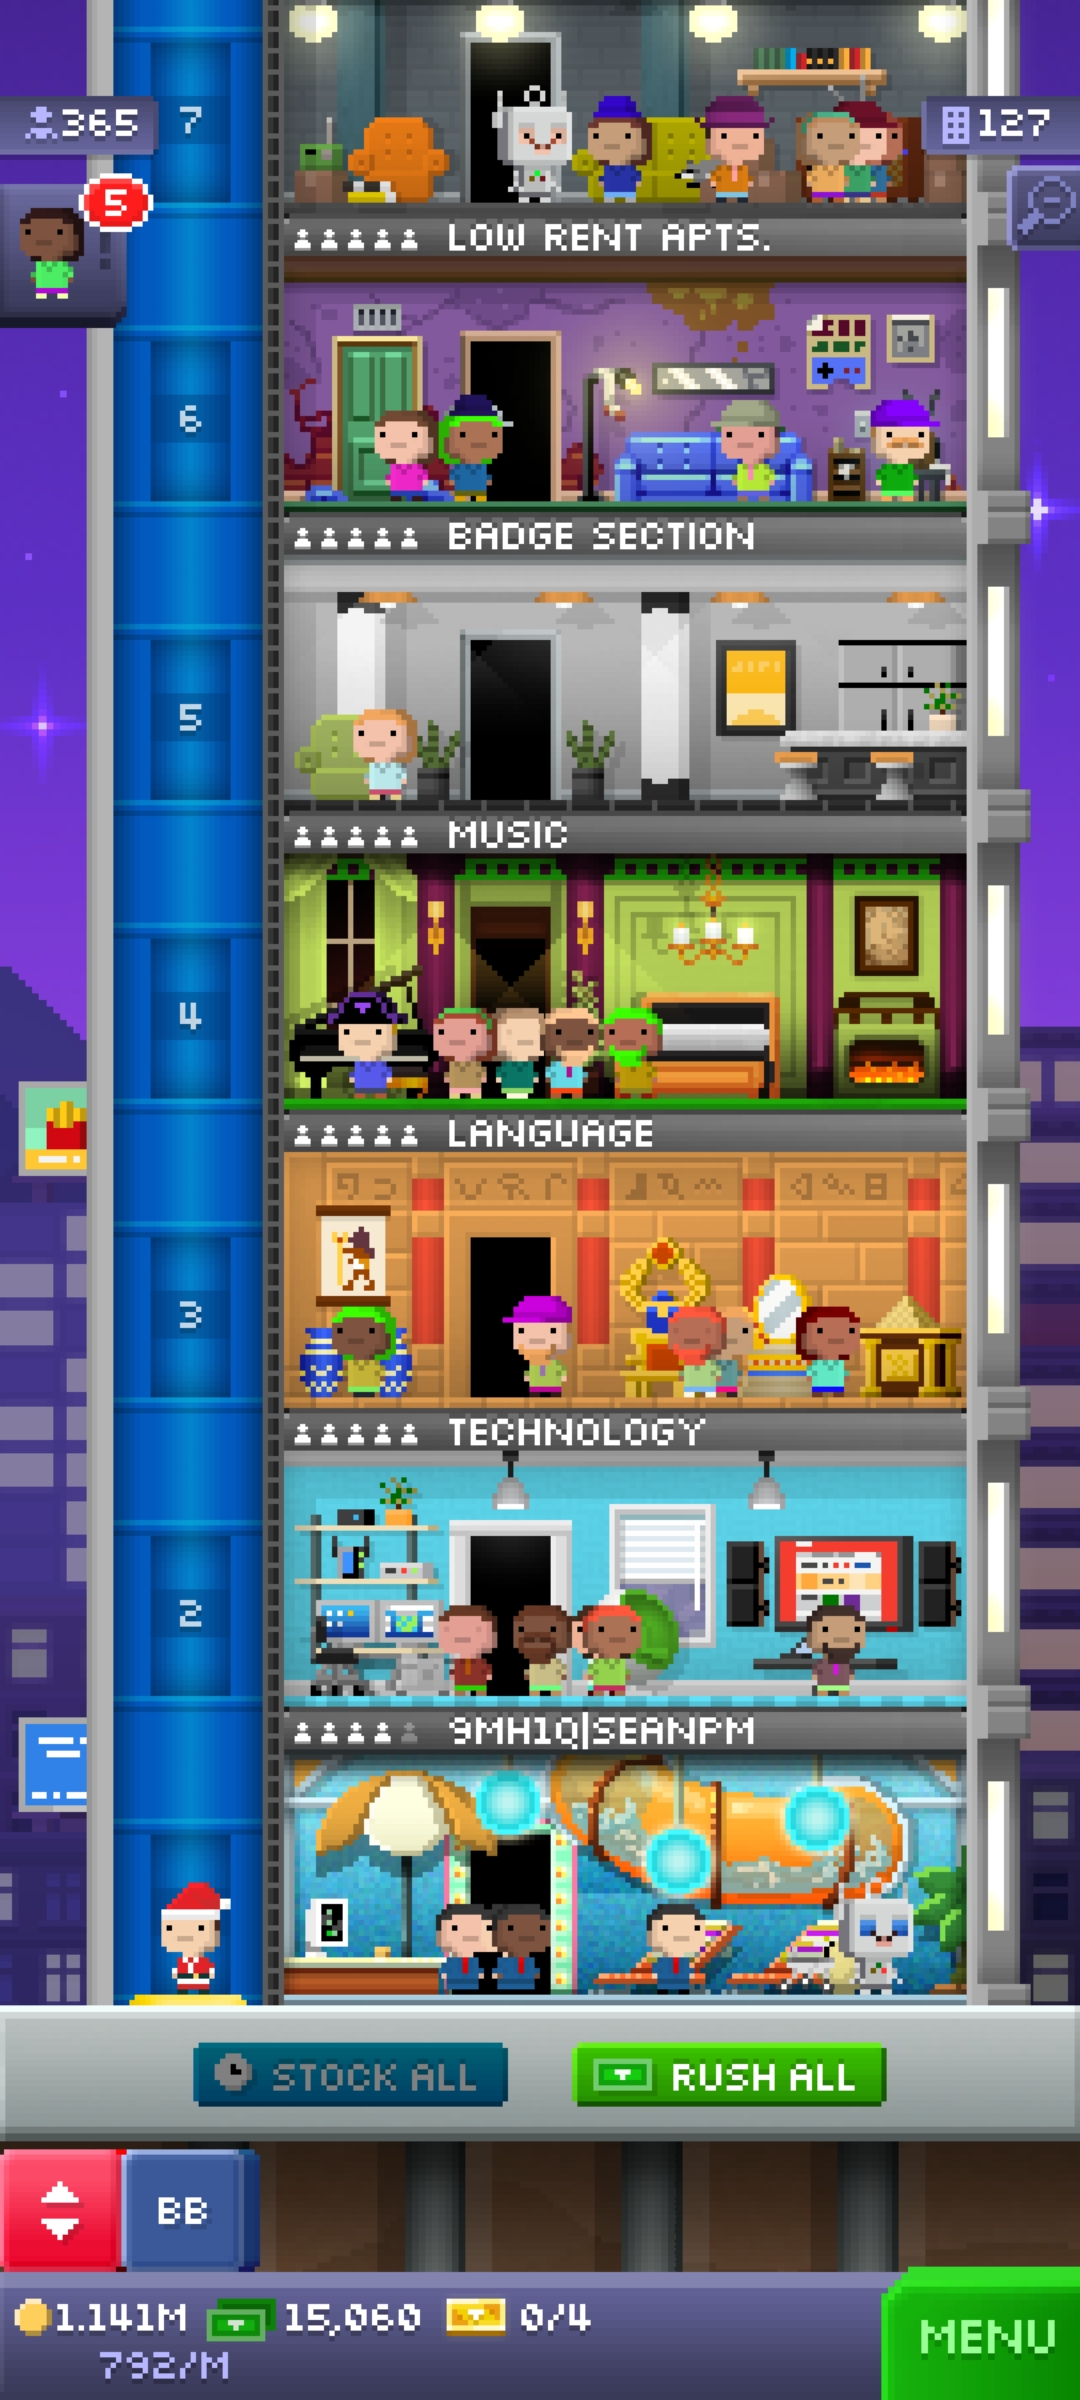 365
7
127
5
LOW RENT APTS.
6
BADGE SECTION
5
MUSIC
4
LANGUAGE
3
TECHNOLOGY
2
9MH1Q|SEANPM
STOCK ALL
RUSH ALL
BB
1.141M
15,060
0/4
792/M
MENU